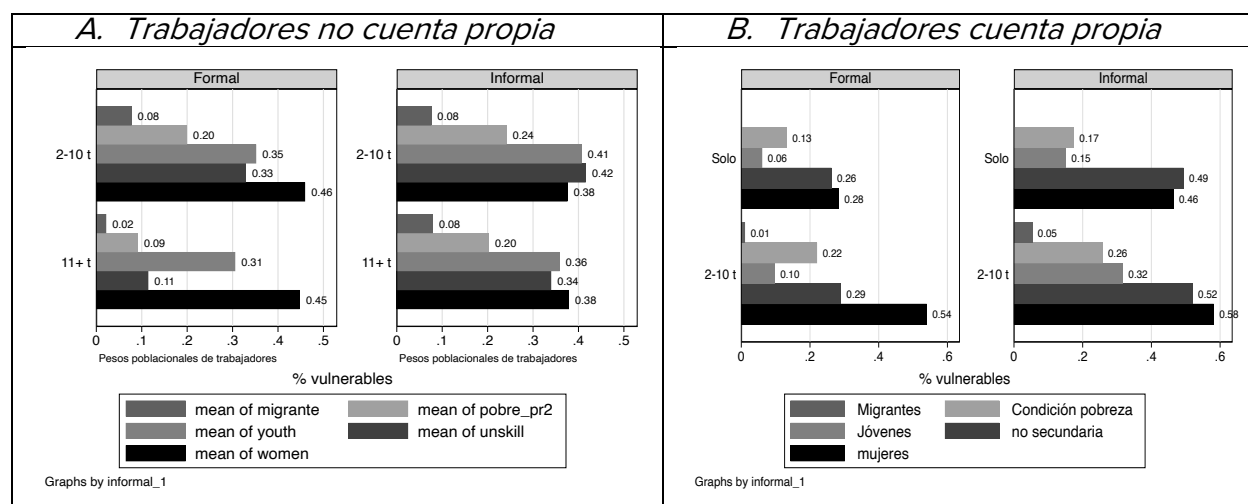 A. Trabajadores no cuenta propia
Formal
Informal
2-10 t
0.08
0.20
0.35
0.33
0.46
11+ t
0.02
0.09
0.31
0.11
0.45
0 .1 .2 .3 .4 .5
Pesos poblacionales de trabajadores
2-10 t
0.08
0.24
0.41
0.42
0.38
11+ t
0.08
0.20
0.36
0.34
0.38
0 .1 .2 .3 .4 .5
Pesos poblacionales de trabajadores
% vulnerables
mean of migrante mean of pobre_pr2
mean of youth mean of unskill
mean of women
Graphs by informal_1
B. Trabajadores cuenta propia
Formal
Informal
Solo
0.13
0.06
0.26
0.28
2-10 t
0.01
0.22
0.10
0.29
0.54
0 .2 .4 .6
Solo
0.17
0.15
0.49
0.46
2-10 t
0.05
0.26
0.32
0.52
0.58
0 .2 .4 .6
% vulnerables
Migrantes Condición pobreza
Jóvenes no secundaria
mujeres
Graphs by informal_1